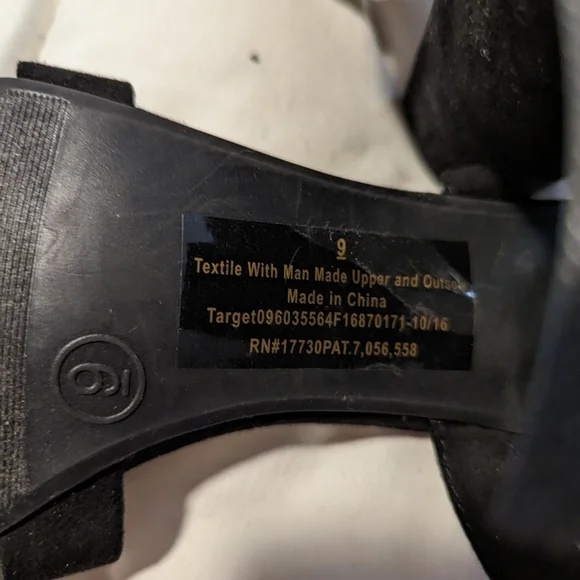 9
Textile With Man Made Upper and
Made in China
Target096035564F16870171-10/16
RN#17730PAT.7,056,558
9